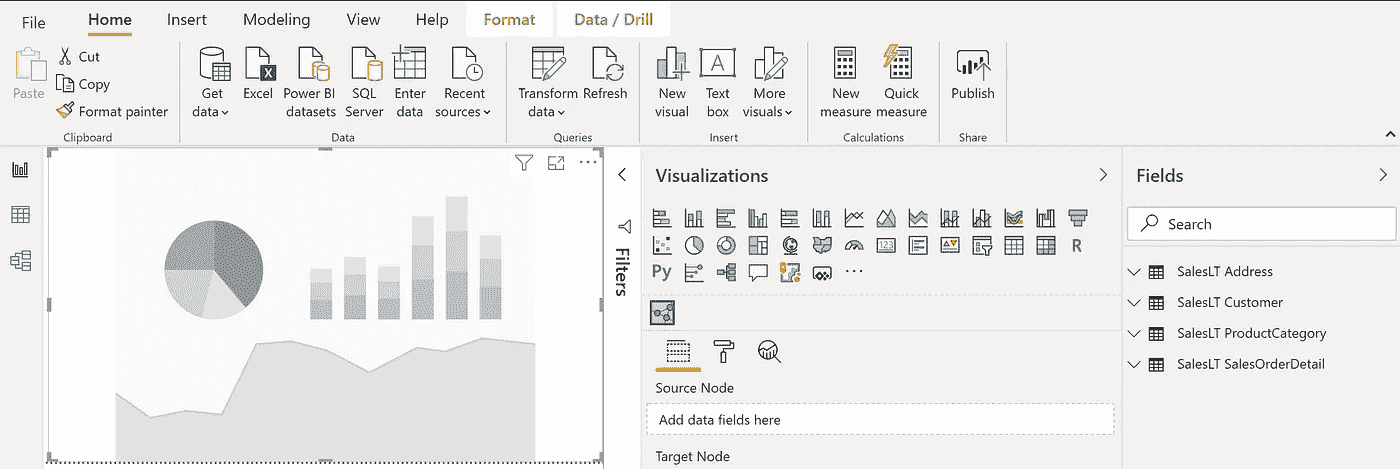 File
Home
Insert
Modeling
View
Help
Format
Data / Drill
Paste
Cut
Copy
Format painter
Clipboard
Get
data
Excel
Power BI
datasets
SQL
Server
Enter
data
Recent
sources
Data
Transform
data
Refresh
Queries
New
visual
A
Text
box
More
visuals
Insert
New
measure
Quick
measure
Calculations
Publish
Share
Filters
Visualizations
123
R
Py
Source Node
Add data fields here
Target Node
Fields
Search
SalesLT Address
SalesLT Customer
SalesLT ProductCategory
SalesLT SalesOrderDetail